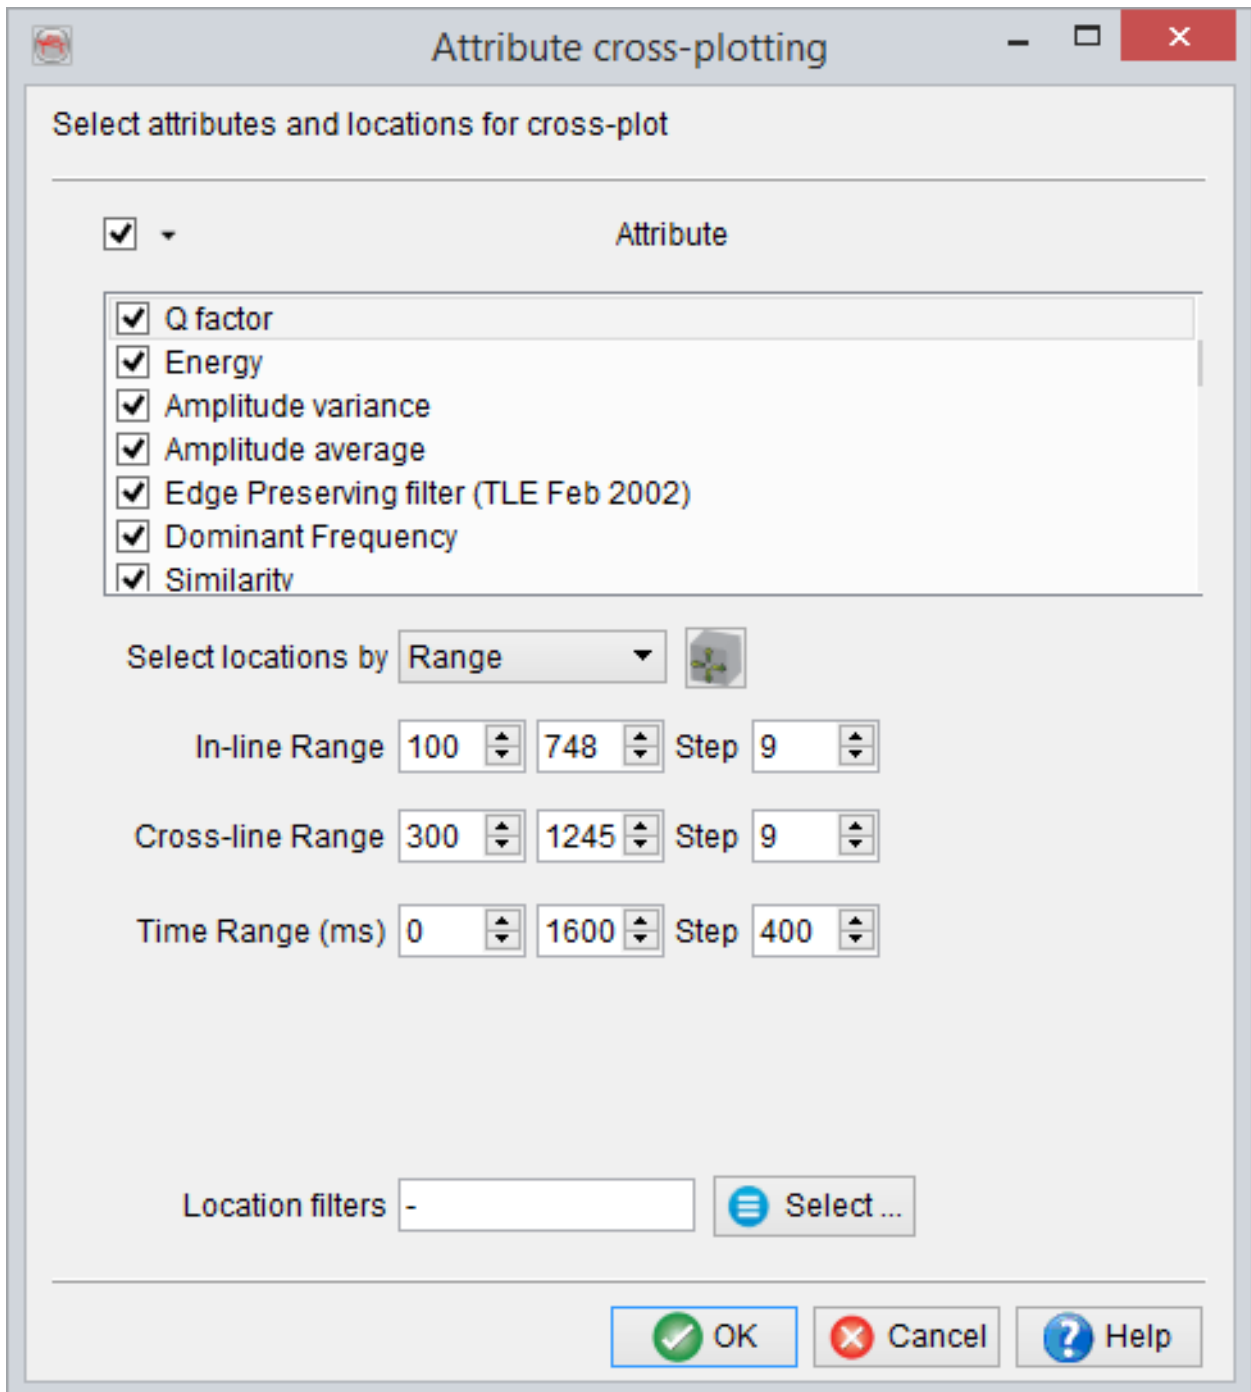 Attribute cross-plotting
Select attributes and locations for cross-plot
Attribute
Q factor
Energy
Amplitude variance
Amplitude average
Edge Preserving filter (TLE Feb 2002)
Dominant Frequency
Similarity
Select locations by Range
In-line Range 100 748 Step 9
Cross-line Range 300 1245 Step 9
Time Range (ms) 0 1600 Step 400
Location filters - Select ...
OK Cancel ? Help